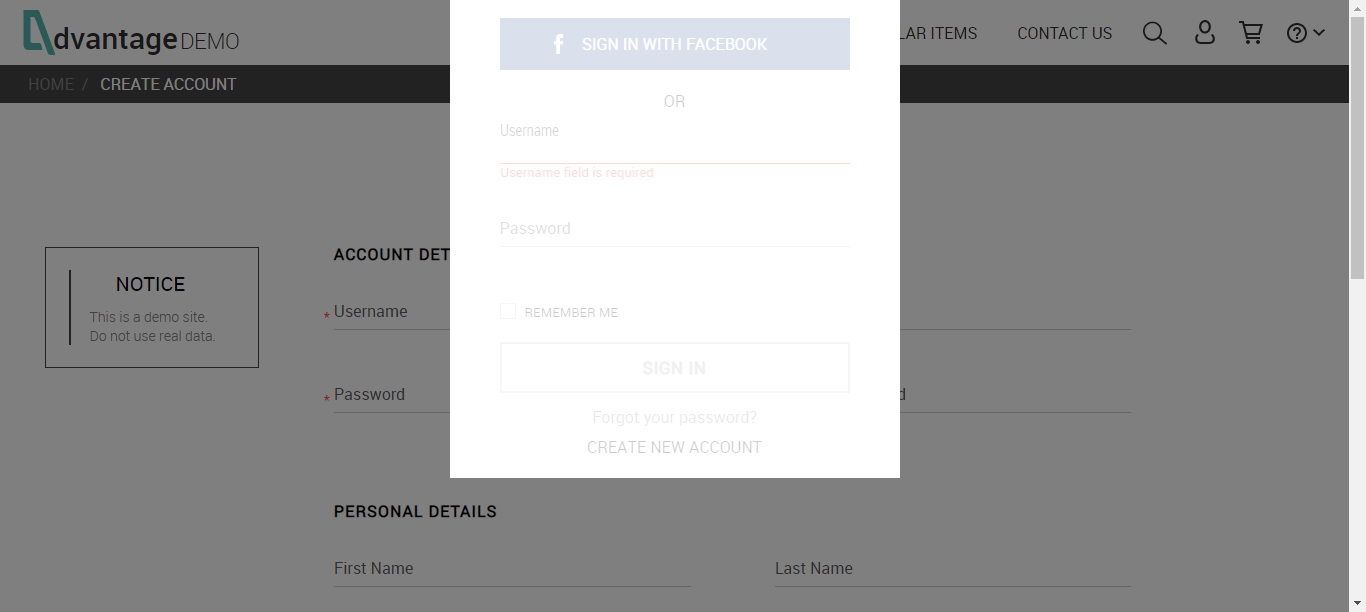 dvantage DEMO
LAR ITEMS
CONTACT US
HOME / CREATE ACCOUNT
SIGN IN WITH FACEBOOK
OR
Username
Username field is required
Password
REMEMBER ME
SIGN IN
Forgot your password?
CREATE NEW ACCOUNT
NOTICE
This is a demo site.
Do not use real data.
ACCOUNT DET
* Username
* Password
d
PERSONAL DETAILS
First Name
Last Name